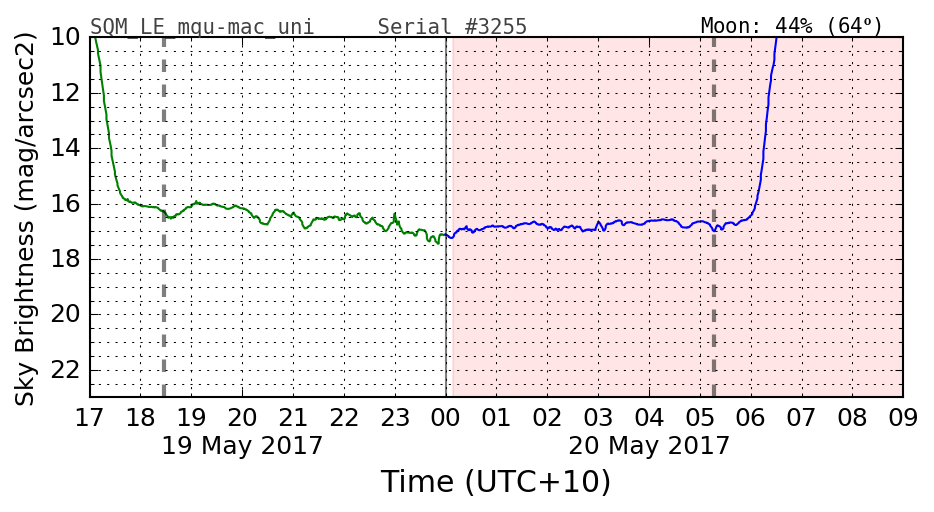 SQM_LE_mqu-mac_uni Serial #3255 Moon: 44% (64°)
Sky Brightness (mag/arcsec2)
10
12
14
16
18
20
22
17 18 19 20 21 22 23 00 01 02 03 04 05 06 07 08 09
19 May 2017 20 May 2017
Time (UTC+10)